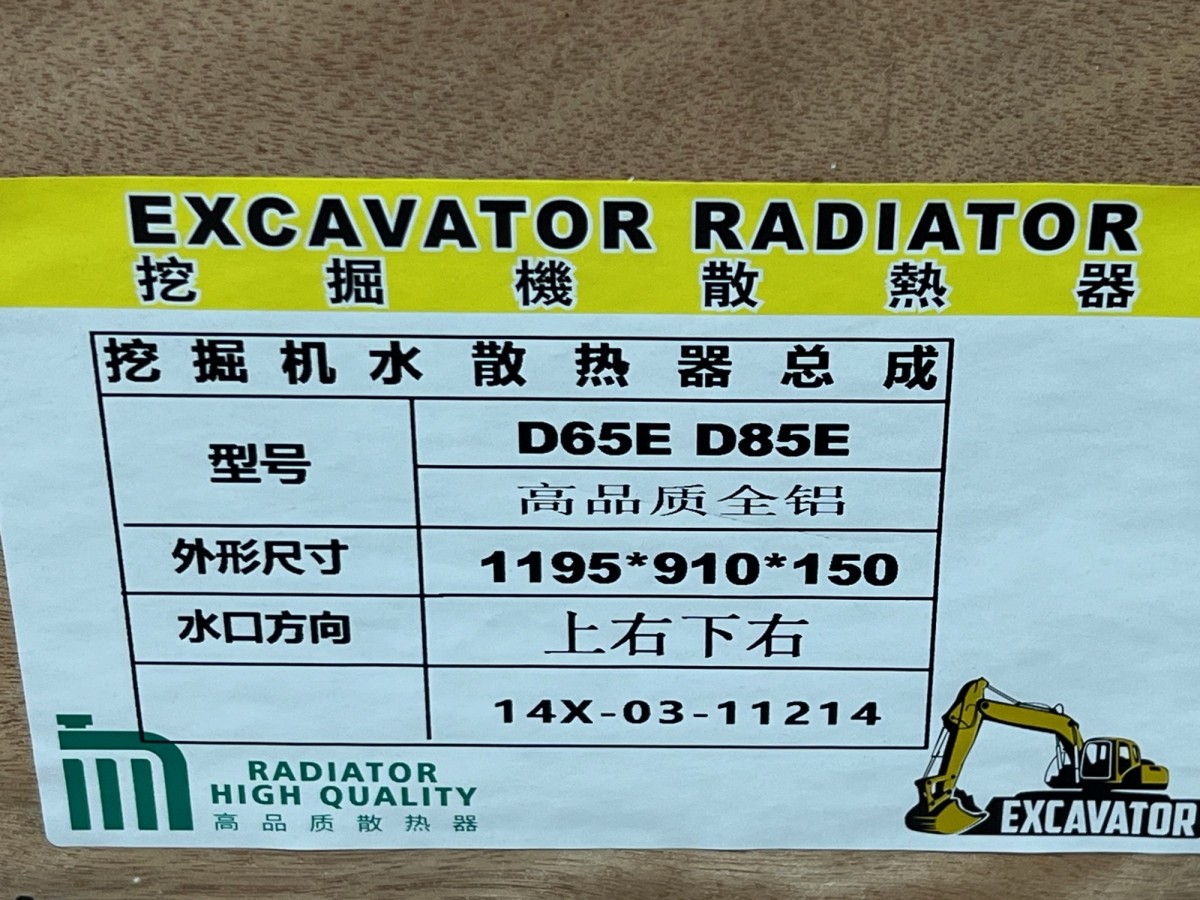 EXCAVATOR RADIATOR
挖掘機散熱器
挖掘机水散热器总成
型号
D65E D85E
高品质全铝
外形尺寸
1195*910*150
水口方向
上右下右
14X-03-11214
RADIATOR
HIGH QUALITY
高品质散热器
EXCAVATOR